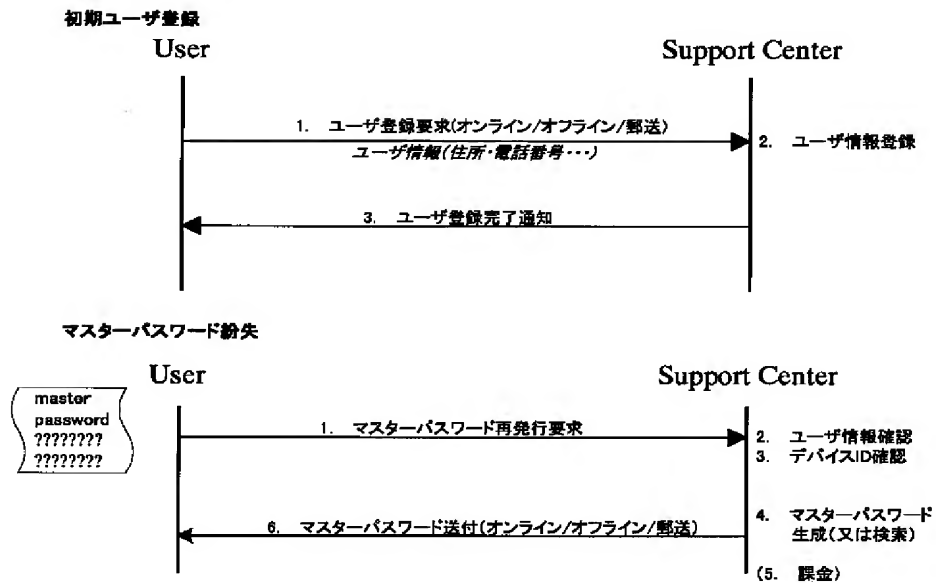 初期ユーザ登録
User
Support Center
1. ユーザ登録要求(オンライン/オフライン/郵送)
ユーザ情報(住所・電話番号・・・)
2. ユーザ情報登録
3. ユーザ登録完了通知
マスターパスワード紛失
User
Support Center
master
password
????????
????????
1. マスターパスワード再発行要求
2. ユーザ情報確認
3. デバイスID確認
4. マスターパスワード
生成(又は検索)
6. マスターパスワード送付(オンライン/オフライン/郵送)
(5. 課金)